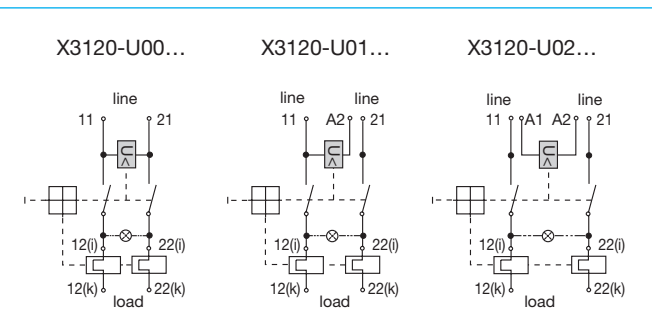 X3120-U00... X3120-U01... X3120-U02...
line line line line line
11 21 11 A2 21 11 A1 A2 21
U< U< U<
I I I
12(i) 22(i) 12(i) 22(i) 12(i) 22(i)
12(k) 22(k) 12(k) 22(k) 12(k) 22(k)
load load load